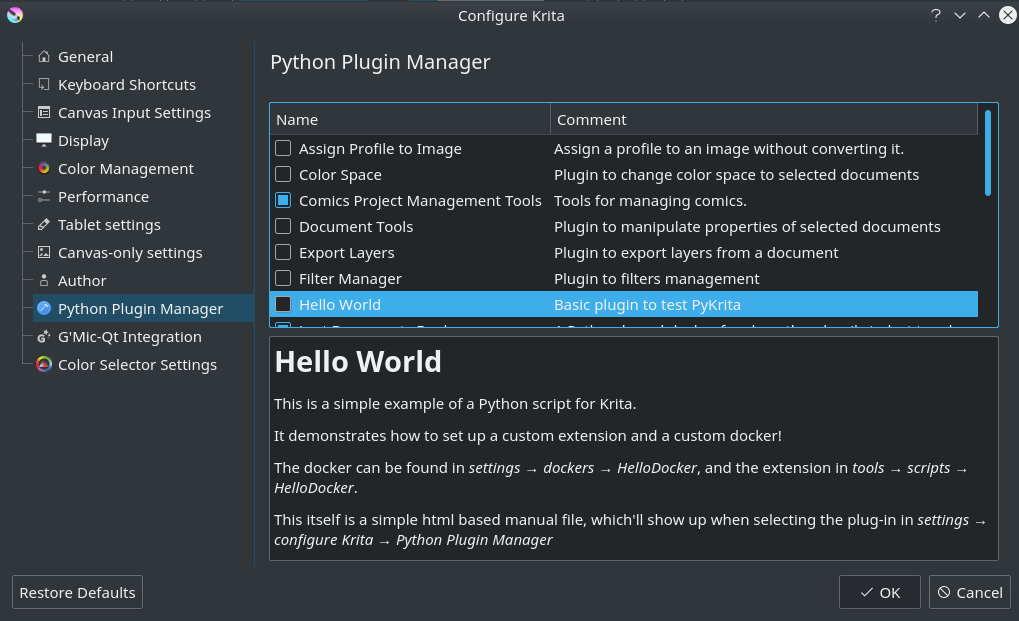 Configure Krita
General
Keyboard Shortcuts
Canvas Input Settings
Display
Color Management
Performance
Tablet settings
Canvas-only settings
Author
Python Plugin Manager
G'Mic-Qt Integration
Color Selector Settings
Python Plugin Manager
Name Comment
Assign Profile to Image Assign a profile to an image without converting it.
Color Space Plugin to change color space to selected documents
Comics Project Management Tools Tools for managing comics.
Document Tools Plugin to manipulate properties of selected documents
Export Layers Plugin to export layers from a document
Filter Manager Plugin to filters management
Hello World Basic plugin to test PyKrita
Hello World
This is a simple example of a Python script for Krita.
It demonstrates how to set up a custom extension and a custom docker!
The docker can be found in settings → dockers → HelloDocker, and the extension in tools → scripts →
HelloDocker.
This itself is a simple html based manual file, which'll show up when selecting the plug-in in settings →
configure Krita → Python Plugin Manager
Restore Defaults OK Cancel